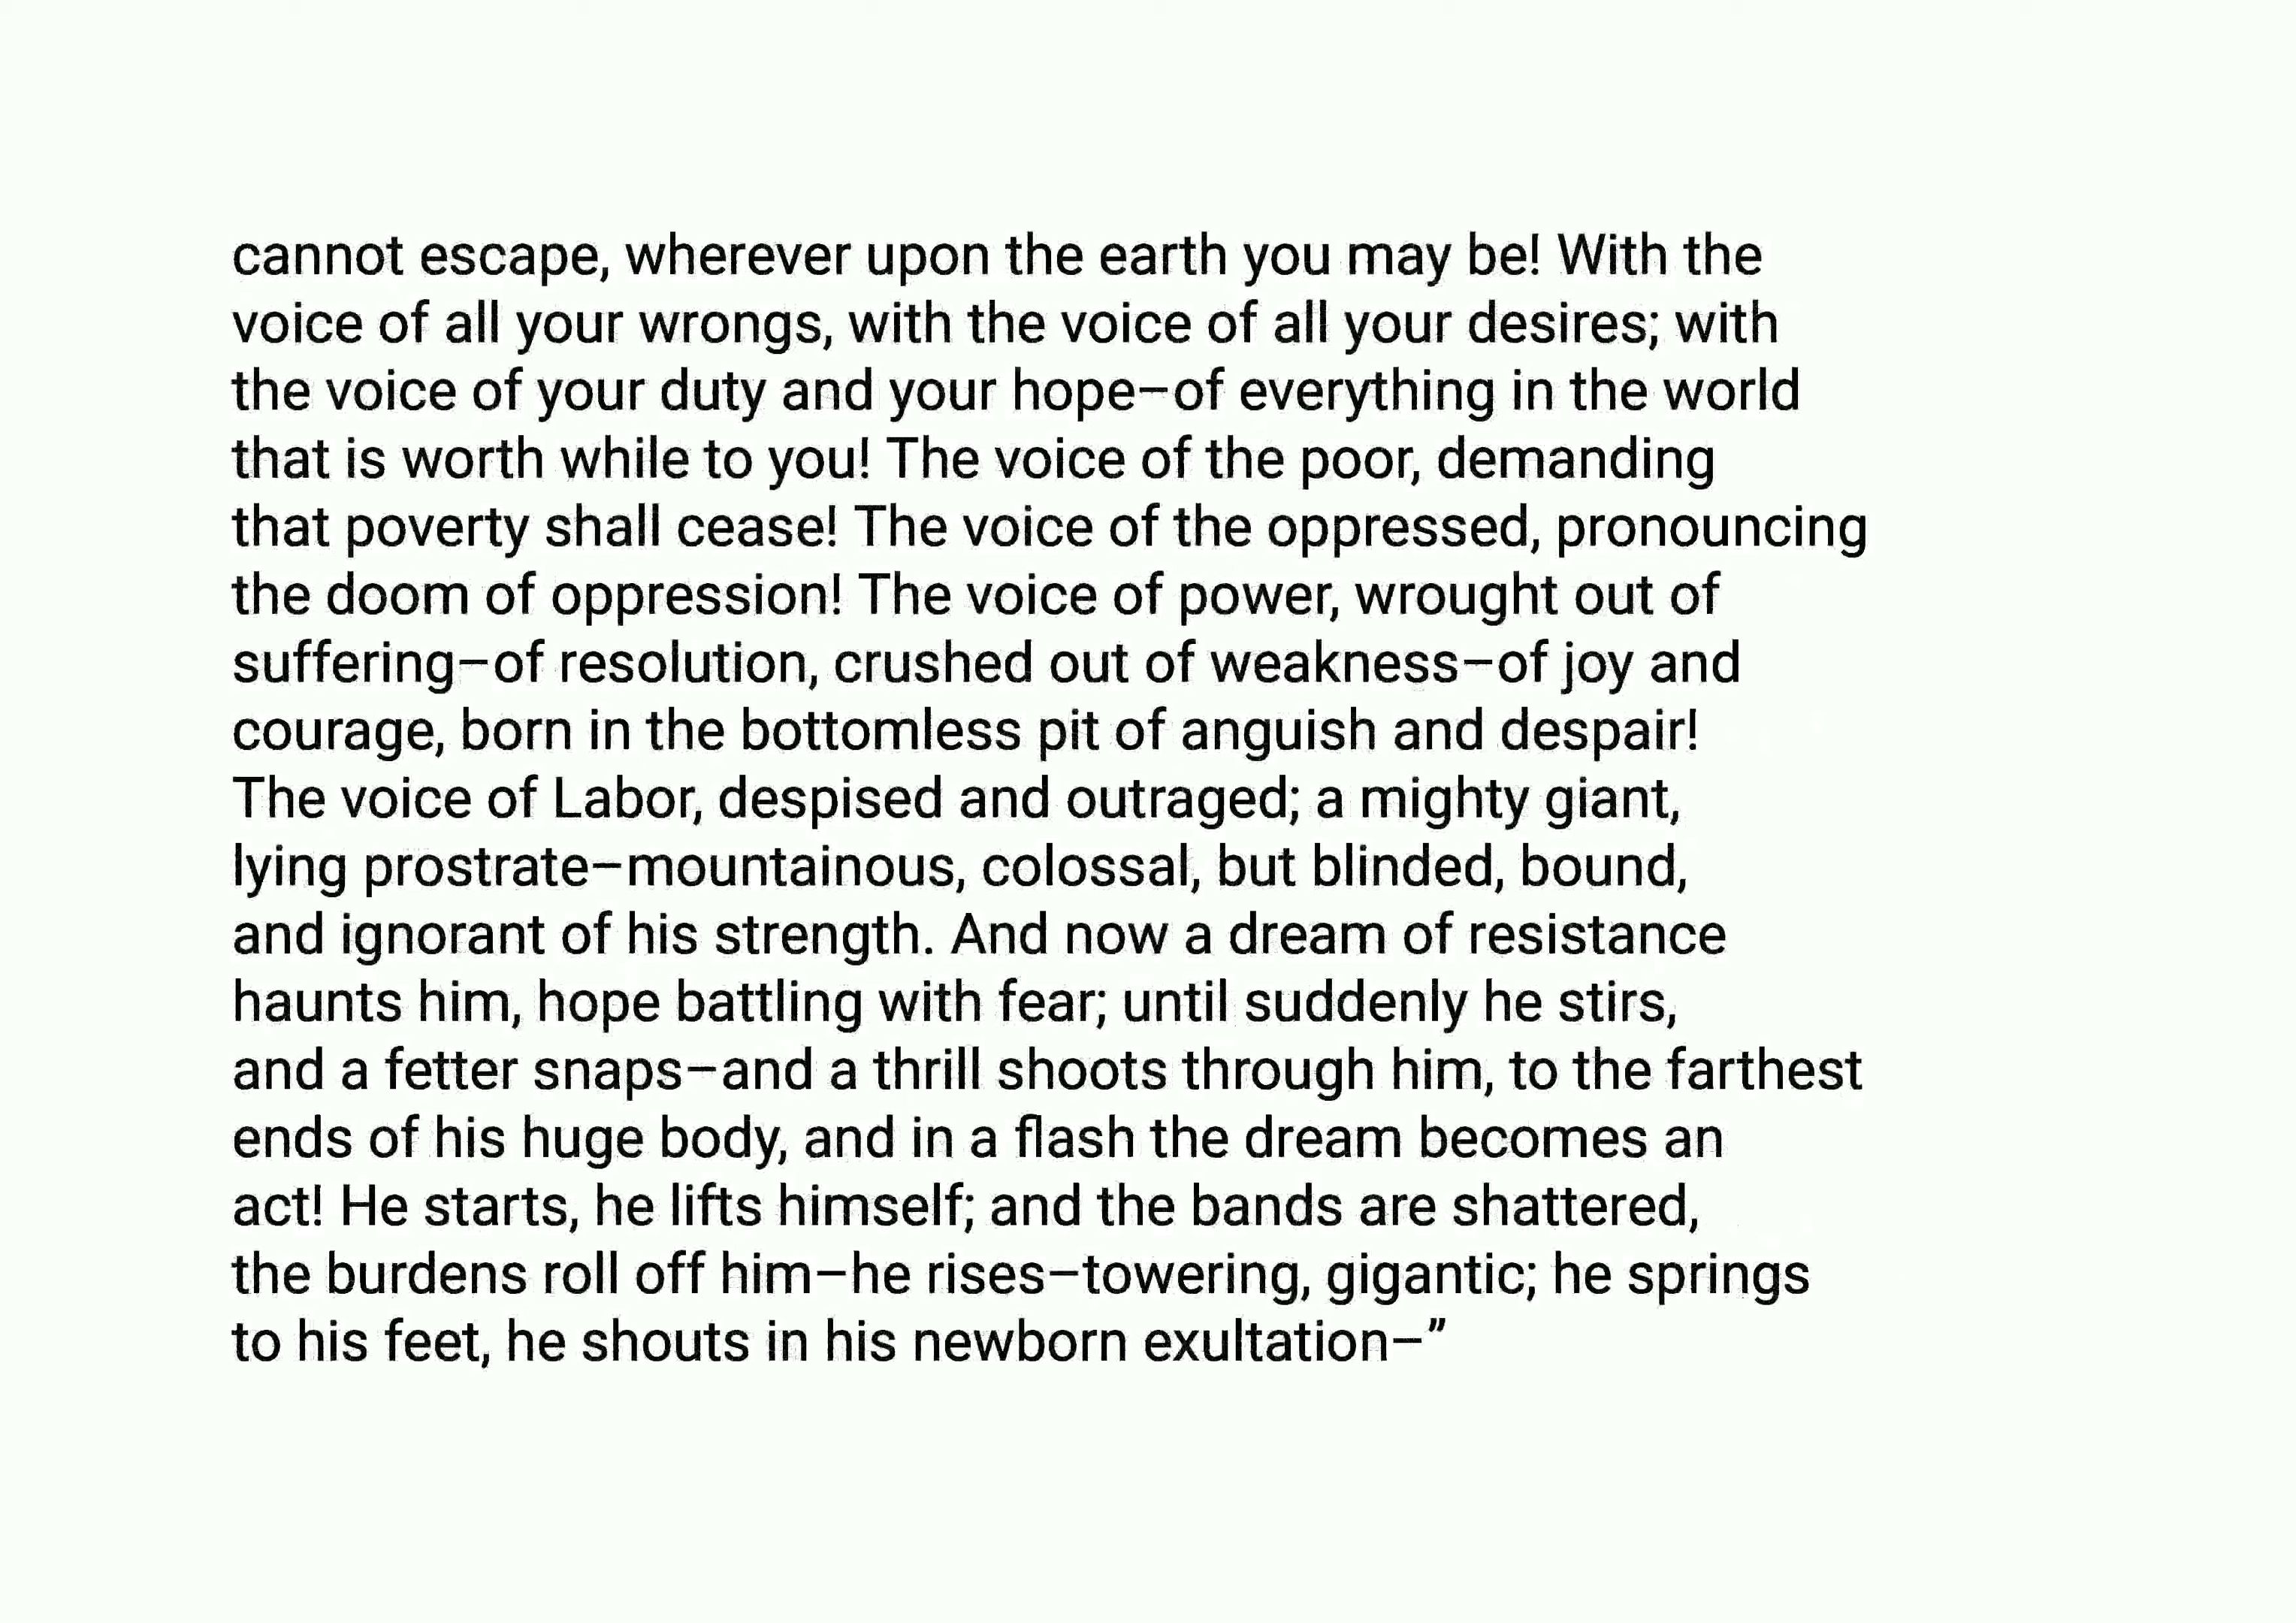 cannot escape, wherever upon the earth you may be! With the
voice of all your wrongs, with the voice of all your desires; with
the voice of your duty and your hope–of everything in the world
that is worth while to you! The voice of the poor, demanding
that poverty shall cease! The voice of the oppressed, pronouncing
the doom of oppression! The voice of power, wrought out of
suffering–of resolution, crushed out of weakness–of joy and
courage, born in the bottomless pit of anguish and despair!
The voice of Labor, despised and outraged; a mighty giant,
lying prostrate–mountainous, colossal, but blinded, bound,
and ignorant of his strength. And now a dream of resistance
haunts him, hope battling with fear; until suddenly he stirs,
and a fetter snaps–and a thrill shoots through him, to the farthest
ends of his huge body, and in a flash the dream becomes an
act! He starts, he lifts himself; and the bands are shattered,
the burdens roll off him–he rises–towering, gigantic; he springs
to his feet, he shouts in his newborn exultation–”